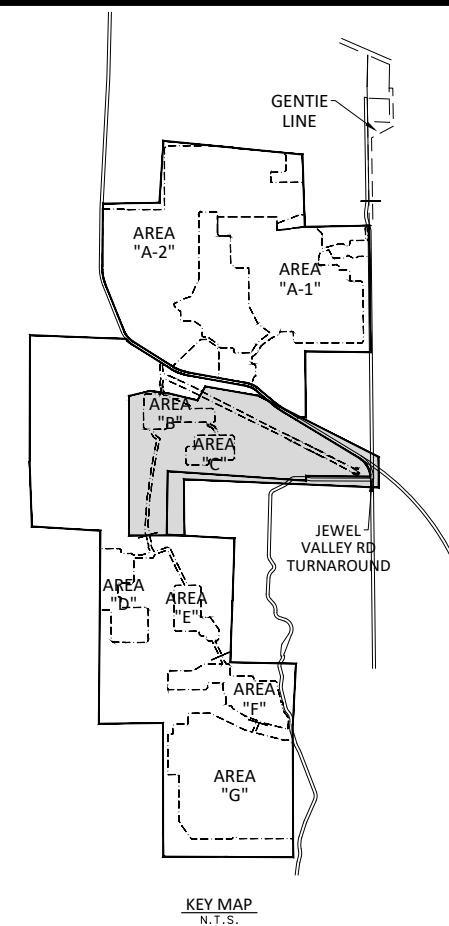 GENTIE
LINE
AREA
"A-2"
AREA
"A-1"
AREA
"B"
AREA
"C"
JEWEL
VALLEY RD
TURNAROUND
AREA
"D"
AREA
"E"
AREA
"F"
AREA
"G"
KEY MAP
N.T.S.